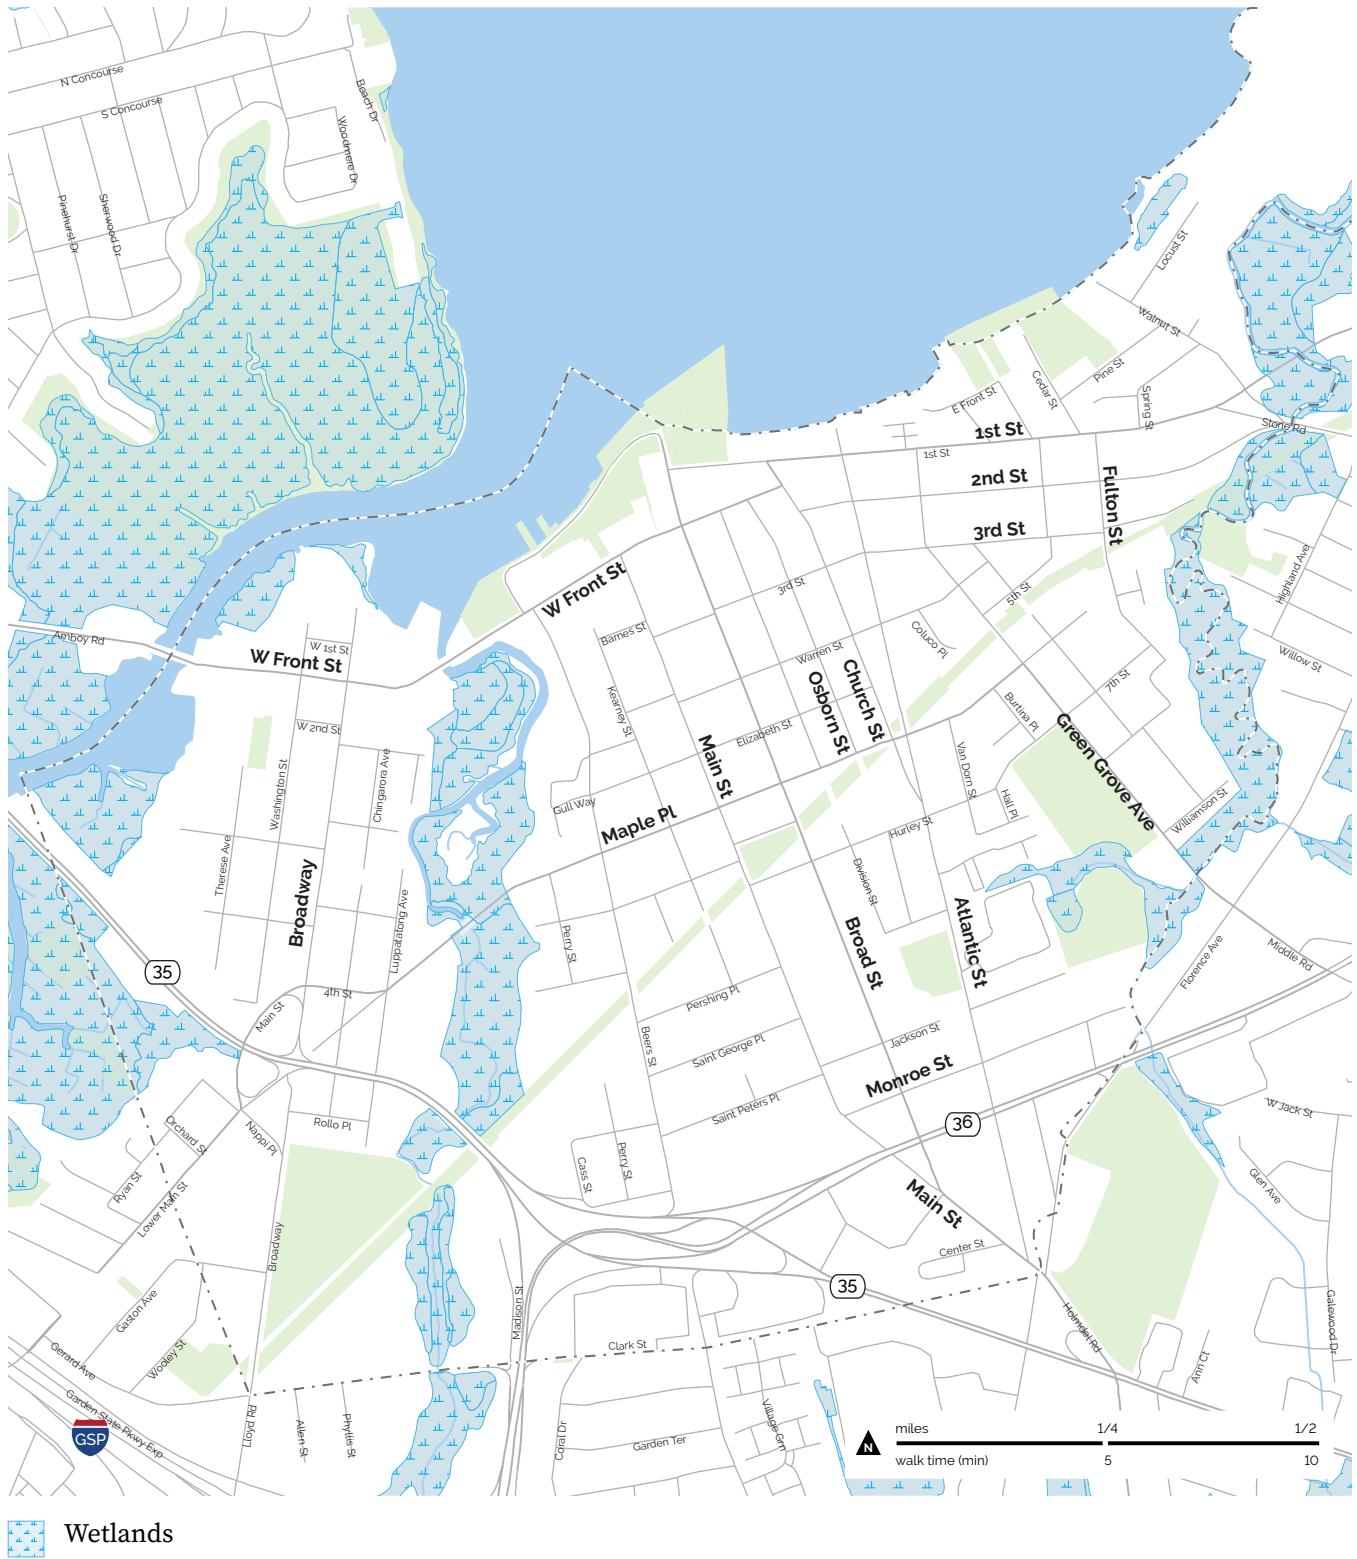 N Concourse
S Concourse
Beach Dr
Woodmere Dr
Pinehurst Dr
Sherwood Dr
Locust St
Walnut St
Pine St
Cedar St
E Front St
Spring St
1st St
1st St
Stone Rd
2nd St
Fulton St
3rd St
Highland Ave
W Front St
3rd St
5th St
Amboy Rd
W 1st St
W Front St
Barnes St
Warren St
Coluco Pl
Willow St
Church St
Osborn St
7th St
Kearney St
Burtina Pl
W 2nd St
Elizabeth St
Green Grove Ave
Main St
Van Dorn St
Chingarora Ave
Washington St
Gull Way
Maple Pl
Hall Pl
Hurley St
Williamson St
Therese Ave
Division St
Broadway
Luppatatong Ave
Perry St
Broad St
Atlantic St
Florence Ave
Middle Rd
35
4th St
Main St
Pershing Pl
Beers St
Saint George Pl
Jackson St
Monroe St
Saint Peters Pl
36
W Jack St
Rollo Pl
Nappi Pl
Orchard St
Ryan St
Lower Main St
Cass St
Perry St
Main St
Glen Ave
Broadway
Center St
35
Gaston Ave
Madison St
Holmdel Rd
Galewood Dr
Gerard Ave
Wooley St
Clark St
Ann Ct
Garden State Pkwy Exp
GSP
Lloyd Rd
Allen St
Phyllis St
Coral Dr
Garden Ter
Village Grn
N
miles 1/4 1/2
walk time (min) 5 10
Wetlands